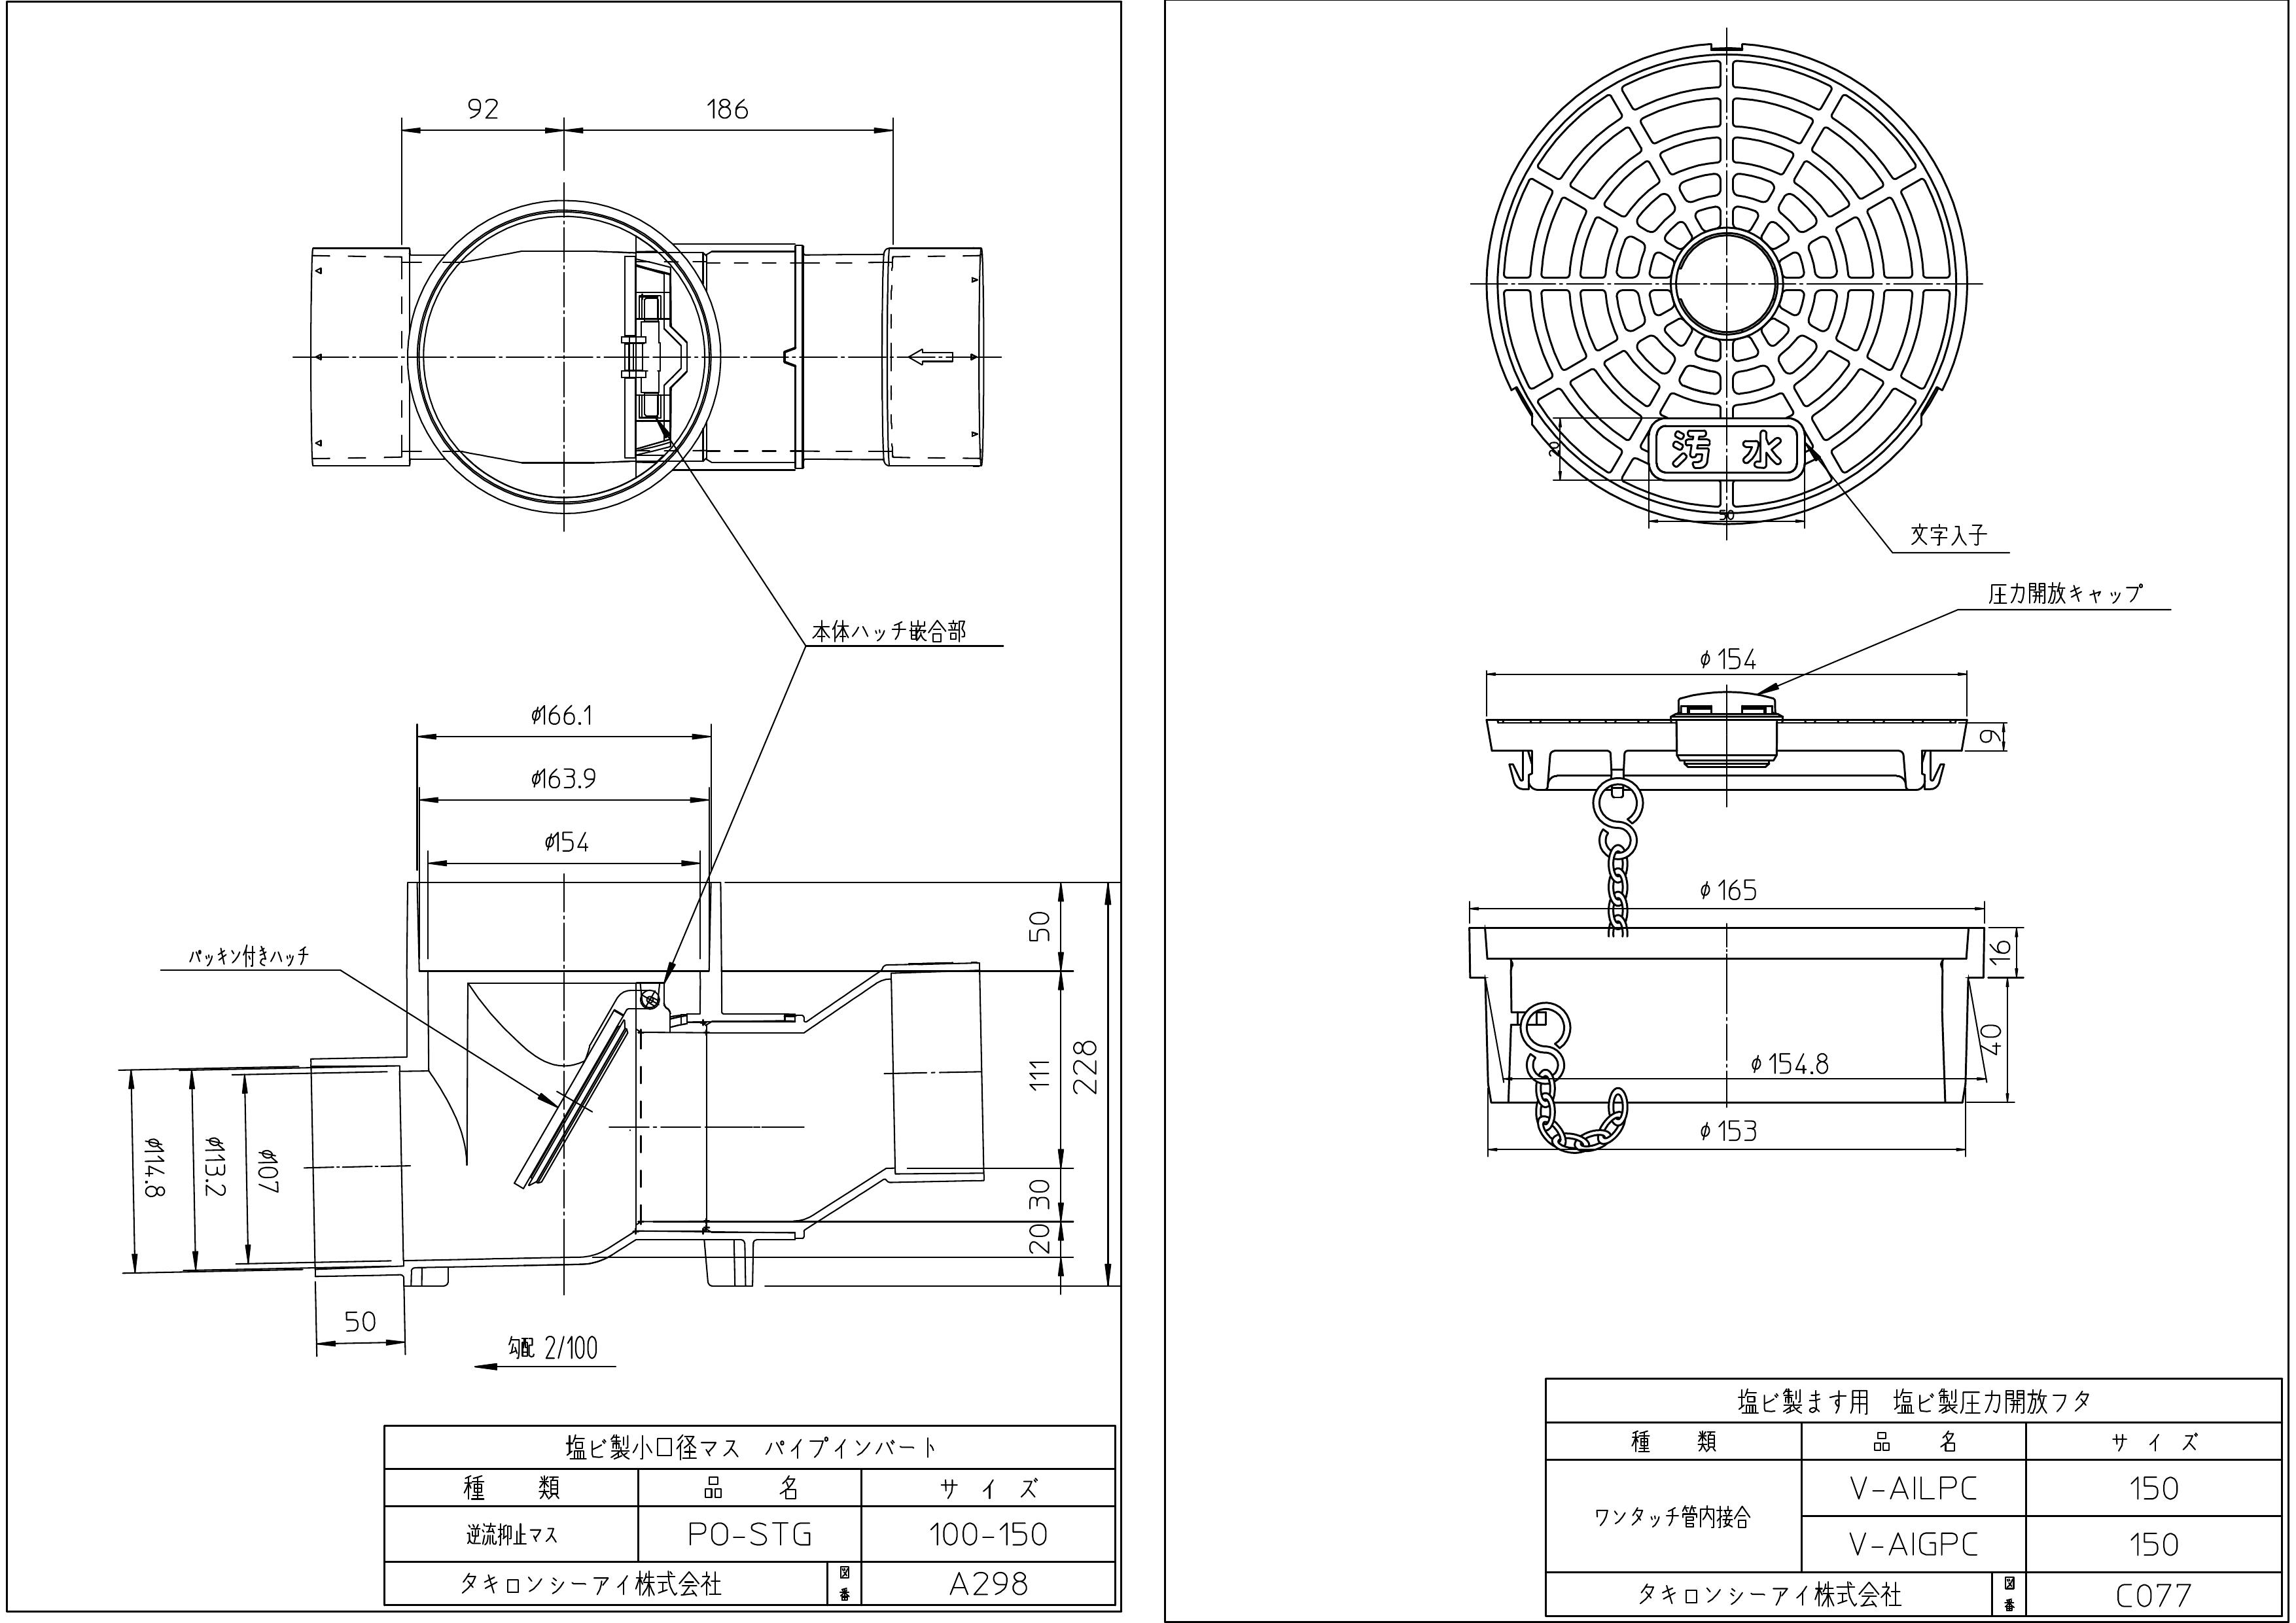 92
186
本体ハッチ嵌合部
φ166.1
φ163.9
φ154
パッキン付きハッチ
50
111
228
30
20
φ114.8
φ113.2
φ107
50
勾配 2/100
塩ビ製小口径マス パイプインバート
種 類 品 名 サ イ ズ
逆流抑止マス PO-STG 100-150
タキロンシーアイ株式会社 図番 A298
汚 水
20
50
文字入子
圧力開放キャップ
φ154
9
φ165
16
40
φ154.8
φ153
塩ビ製ます用 塩ビ製圧力開放フタ
種 類 品 名 サ イ ズ
ワンタッチ管内接合 V-AILPC 150
V-AIGPC 150
タキロンシーアイ株式会社 図番 C077